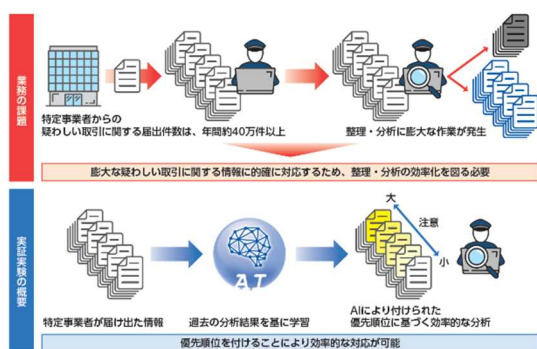 業務の課題
特定事業者からの
疑わしい取引に関する届出件数は、年間約40万件以上
整理・分析に膨大な作業が発生
膨大な疑わしい取引に関する情報に的確に対応するため、整理・分析の効率化を図る必要
実証実験の概要
大
注意
小
AI
特定事業者が届け出た情報
過去の分析結果を基に学習
AIにより付けられた
優先順位に基づく効率的な分析
優先順位を付けることにより効率的な対応が可能